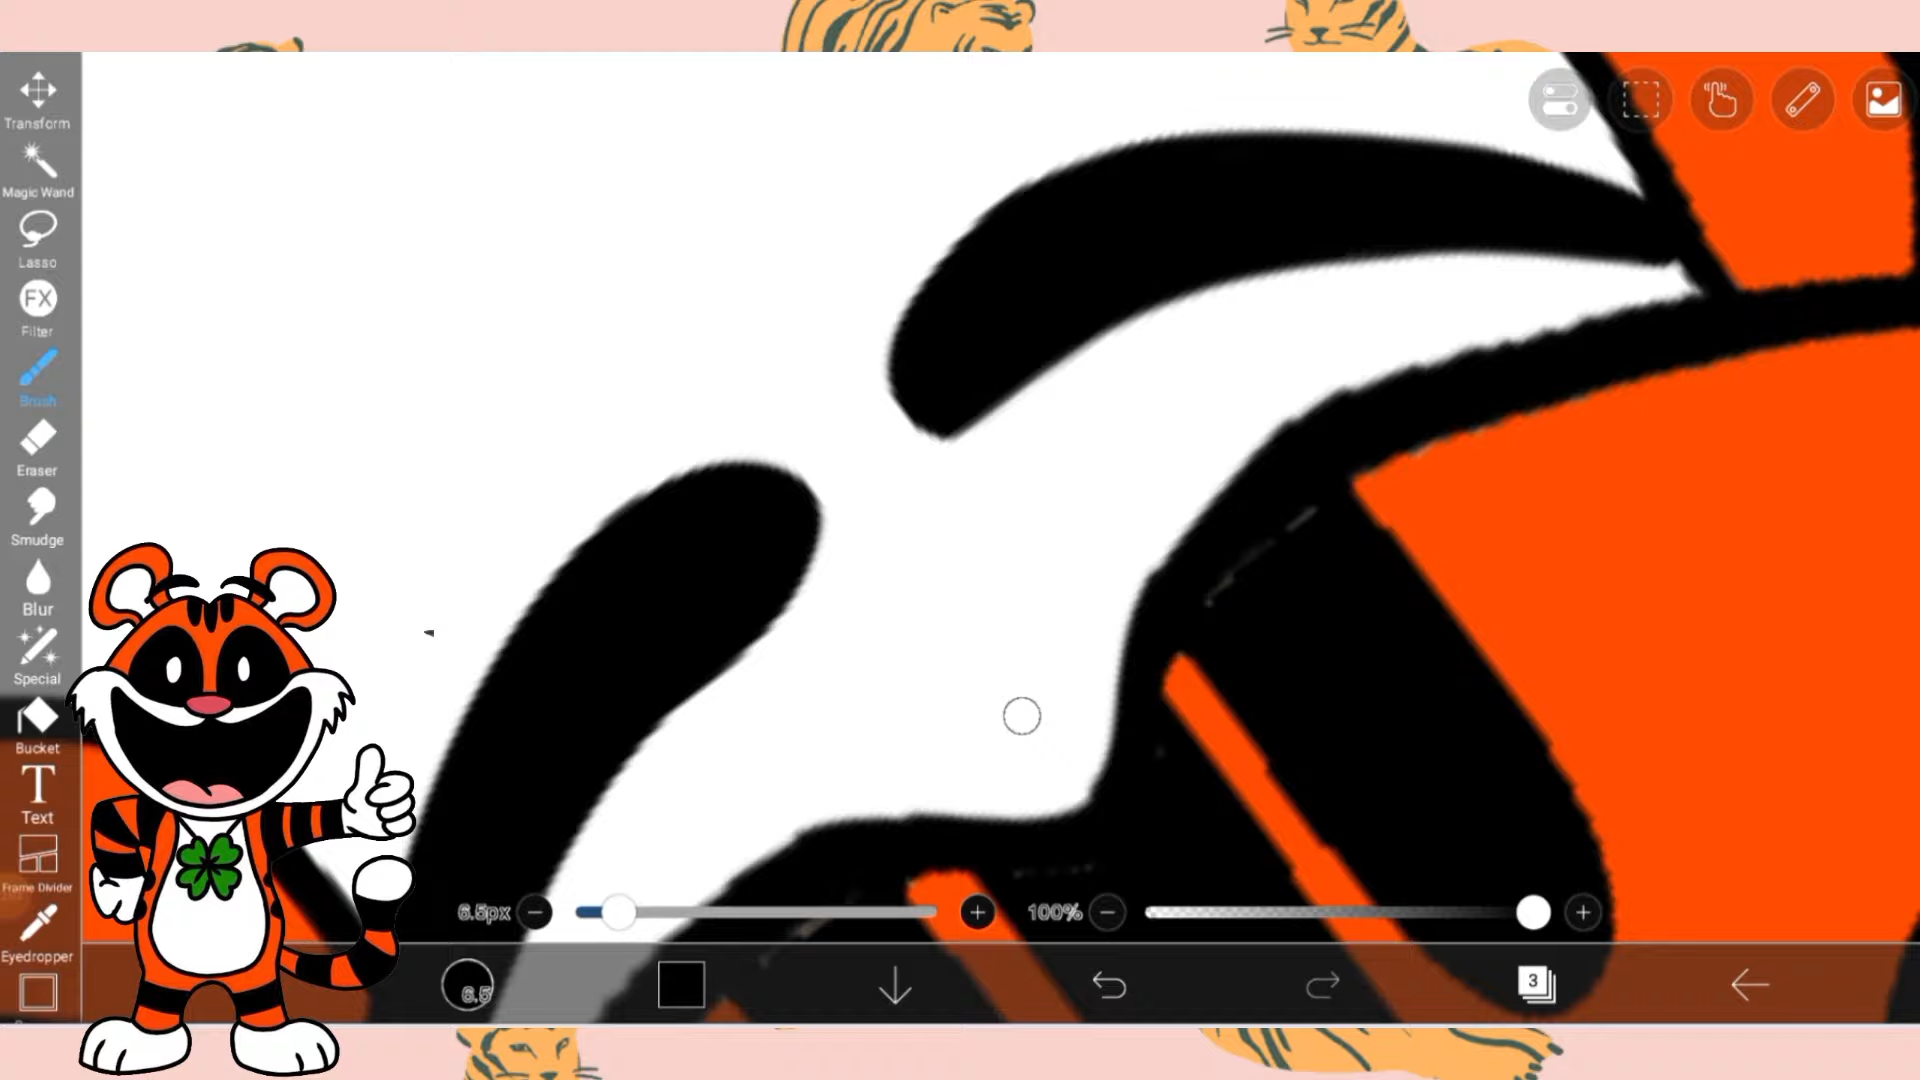 Transform
Magic Wand
Lasso
FX
Filter
Brush
Eraser
Smudge
Blur
Special
Bucket
T
Text
Frame Divider
Eyedropper
6.5px
100%
6.5
3